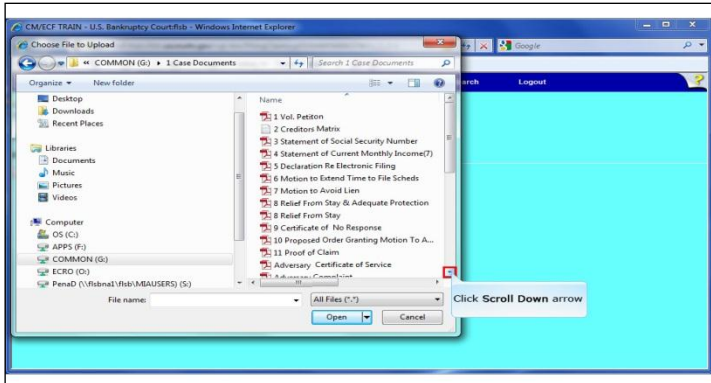 CM/ECF TRAIN - U.S. Bankruptcy Court:flsb - Windows Internet Explorer
Choose File to Upload
Google
« COMMON (G:) ▸ 1 Case Documents
Search 1 Case Documents
Organize
New folder
Logout
Desktop
Downloads
Recent Places
Libraries
Documents
Music
Pictures
Videos
Computer
OS (C:)
APPS (F:)
COMMON (G:)
ECRO (O:)
PenaD (\\flsbna1\flsb\MIAUSERS) (S:)
Name
1 Vol. Petiton
2 Creditors Matrix
3 Statement of Social Security Number
4 Statement of Current Monthly Income(7)
5 Declaration Re Electronic Filing
6 Motion to Extend Time to File Scheds
7 Motion to Avoid Lien
8 Relief From Stay & Adequate Protection
8 Relief From Stay
9 Certificate of No Response
10 Proposed Order Granting Motion To A...
11 Proof of Claim
Adversary Certificate of Service
Adversary Complaint
File name:
All Files (*.*)
Open
Cancel
Click Scroll Down arrow